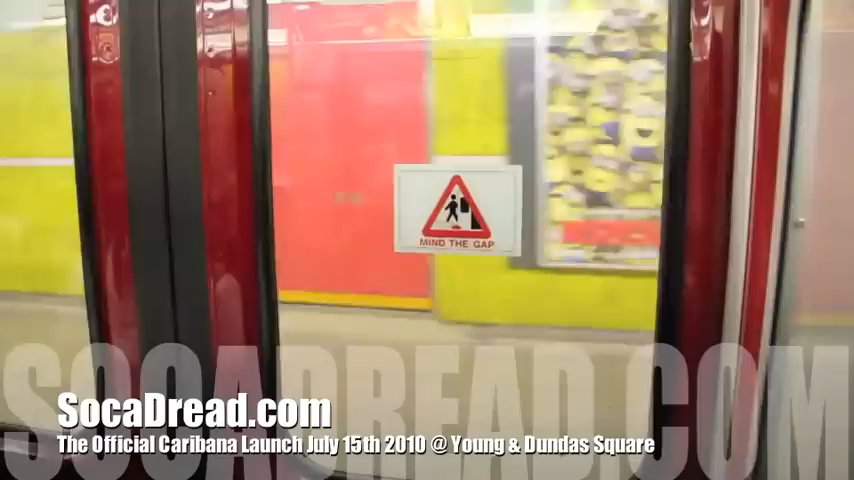 MIND THE GAP
SOCADREAD.COM
SocaDread.com
The Official Caribana Launch July 15th 2010 @ Young & Dundas Square